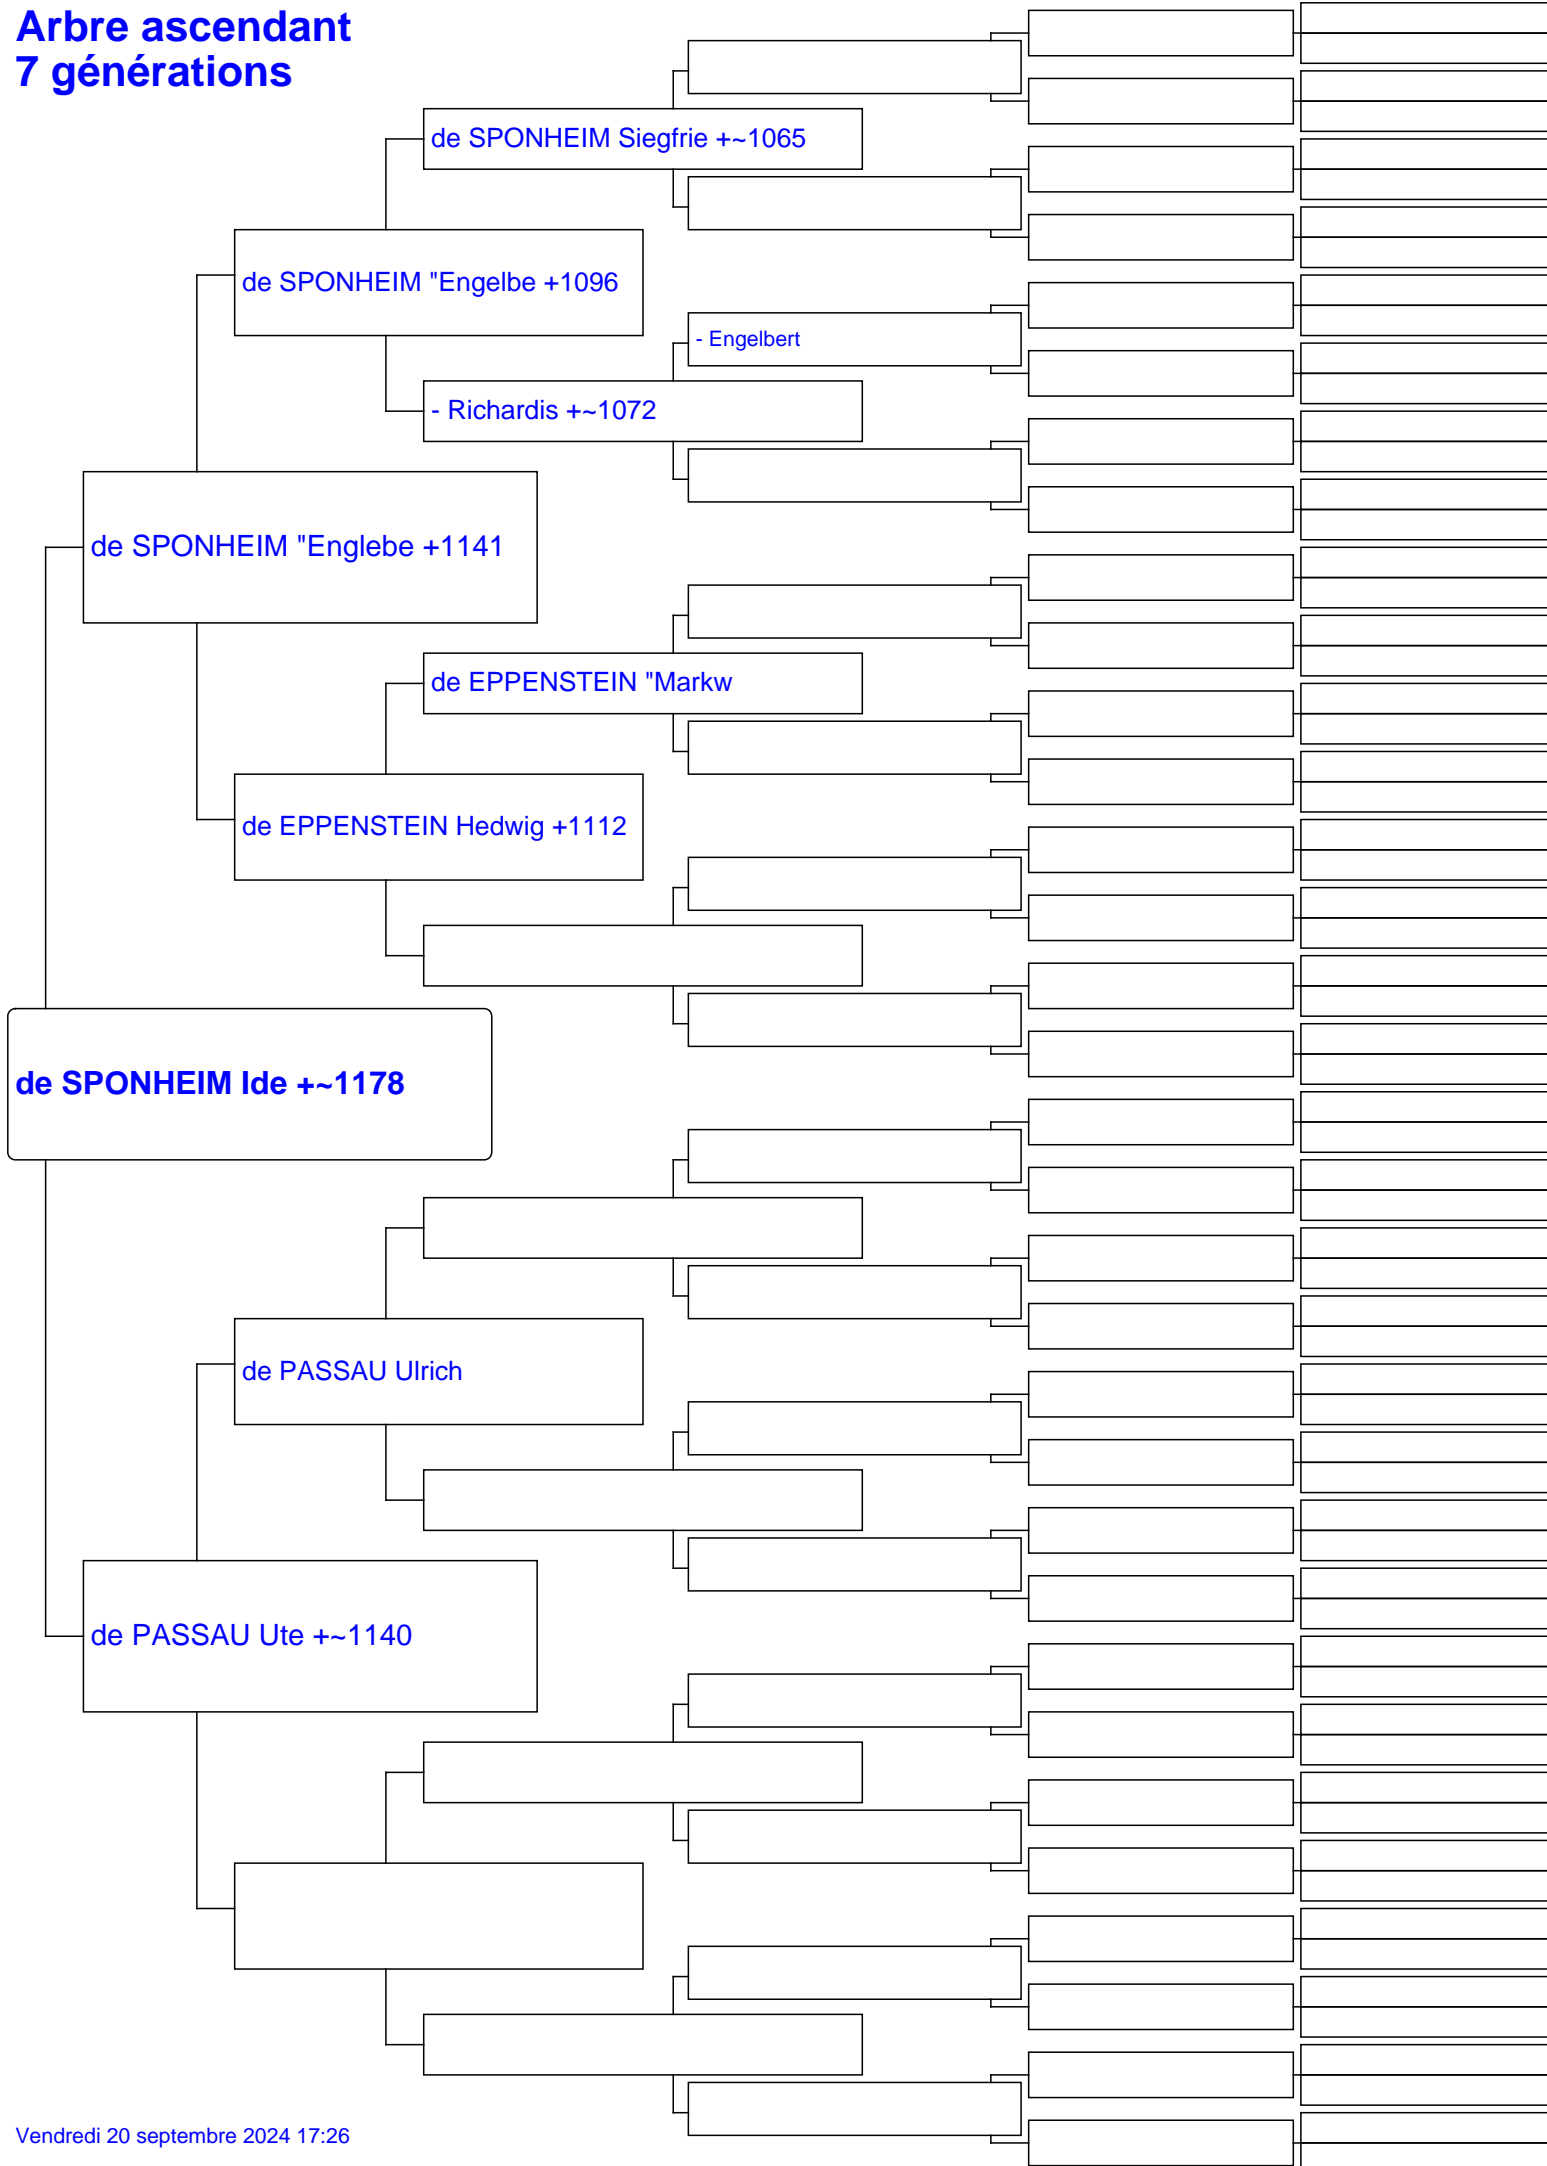 Arbre ascendant
7 générations
de SPONHEIM Siegfrie +~1065
de SPONHEIM "Engelbe +1096
- Engelbert
- Richardis +~1072
de SPONHEIM "Englebe +1141
de EPPENSTEIN "Markw
de EPPENSTEIN Hedwig +1112
de SPONHEIM Ide +~1178
de PASSAU Ulrich
de PASSAU Ute +~1140
Vendredi 20 septembre 2024 17:26